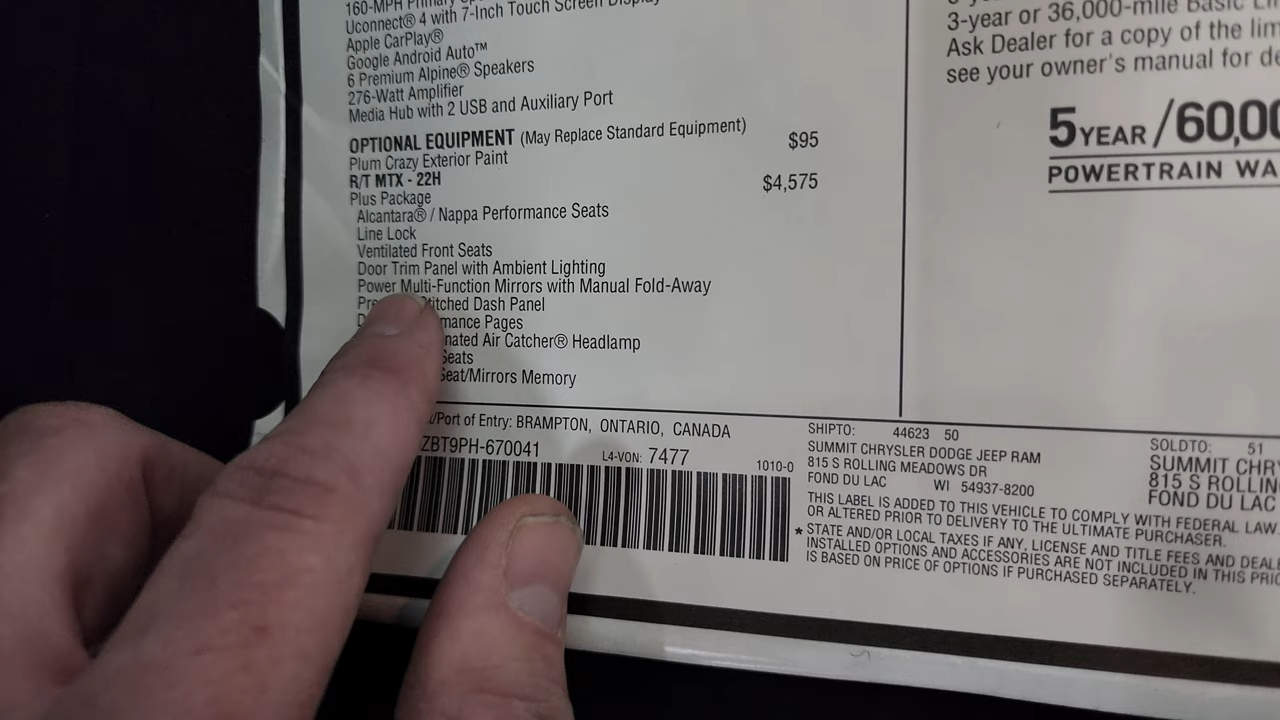 160-MPH Primary
Uconnect® 4 with 7-Inch Touch Screen Display
Apple CarPlay®
Google Android Auto™
6 Premium Alpine® Speakers
276-Watt Amplifier
Media Hub with 2 USB and Auxiliary Port
OPTIONAL EQUIPMENT (May Replace Standard Equipment)
Plum Crazy Exterior Paint $95
R/T MTX - 22H
Plus Package $4,575
Alcantara® / Nappa Performance Seats
Line Lock
Ventilated Front Seats
Door Trim Panel with Ambient Lighting
Power Multi-Function Mirrors with Manual Fold-Away
Stitched Dash Panel
mance Pages
nated Air Catcher® Headlamp
Seats
Seat/Mirrors Memory
/Port of Entry: BRAMPTON, ONTARIO, CANADA
ZBT9PH-670041
L4-VON: 7477
1010-0
3-year or 36,000-mile Basic
Ask Dealer for a copy of the lim
see your owner's manual for de
5 YEAR / 60,00
POWERTRAIN WA
SHIPTO: 44623 50
SUMMIT CHRYSLER DODGE JEEP RAM
815 S ROLLING MEADOWS DR
FOND DU LAC WI 54937-8200
SOLDTO: 51
SUMMIT CHRY
815 S ROLLIN
FOND DU LAC
THIS LABEL IS ADDED TO THIS VEHICLE TO COMPLY WITH FEDERAL LAW.
OR ALTERED PRIOR TO DELIVERY TO THE ULTIMATE PURCHASER.
* STATE AND/OR LOCAL TAXES IF ANY, LICENSE AND TITLE FEES AND DEALE
INSTALLED OPTIONS AND ACCESSORIES ARE NOT INCLUDED IN THIS PRIC
IS BASED ON PRICE OF OPTIONS IF PURCHASED SEPARATELY.